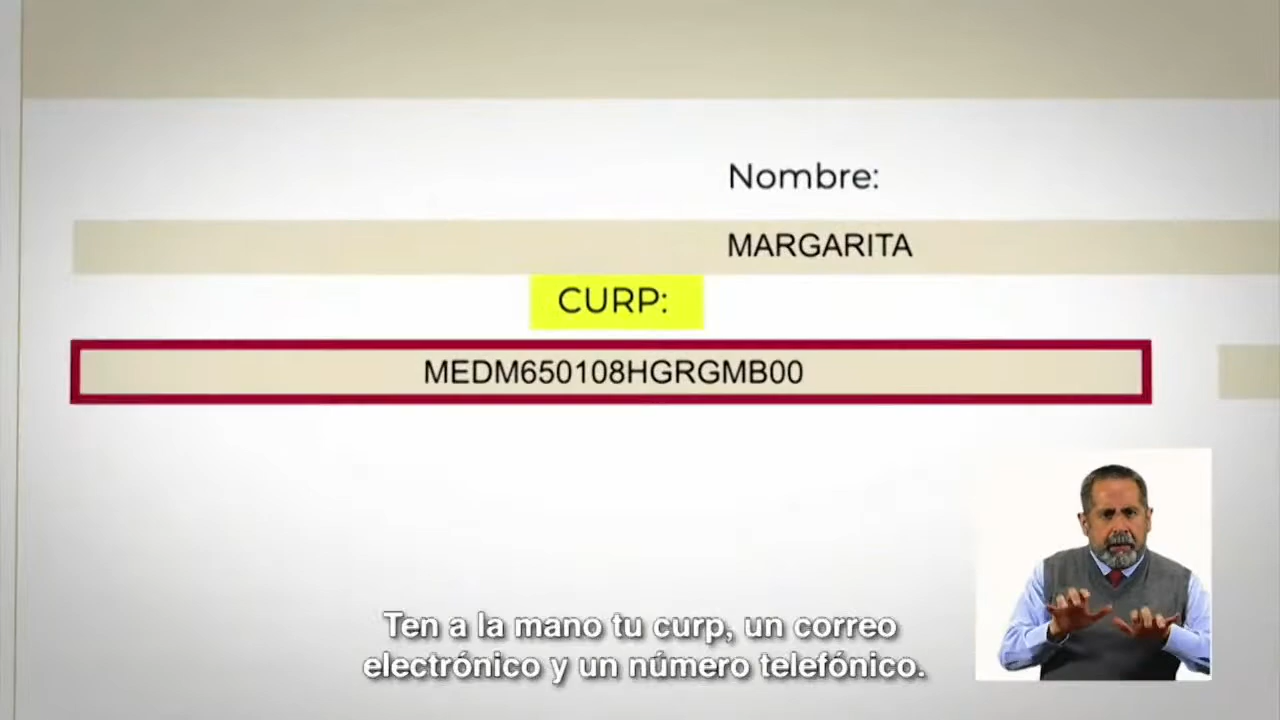 Nombre:
MARGARITA
CURP:
MEDM650108HGRGMB00
Ten a la mano tu curp, un correo
electrónico y un número telefónico.